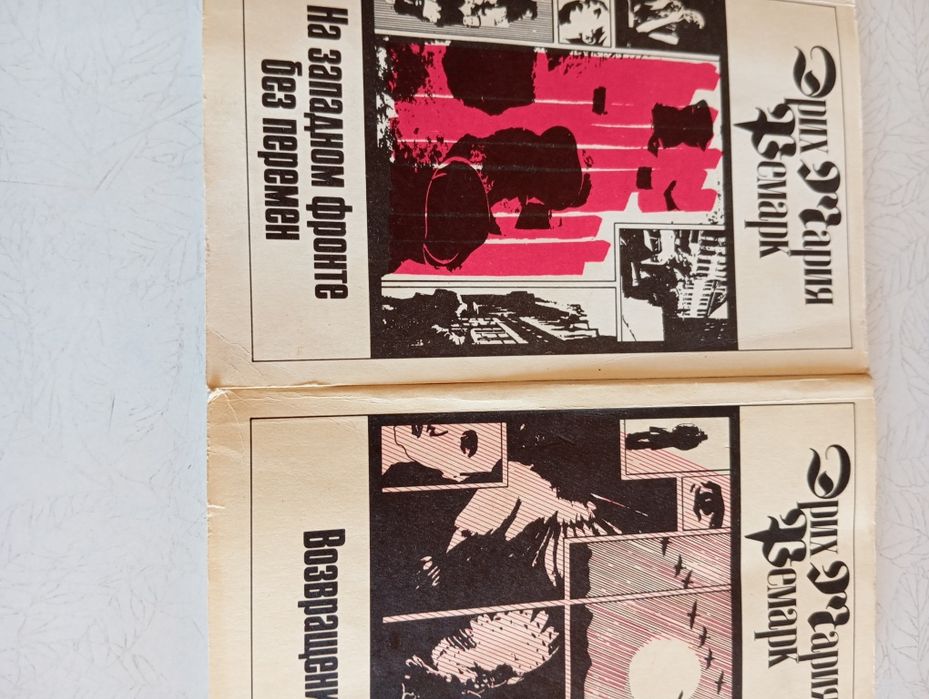 Эрих Мария
Ремарк
На западном фронте
без перемен
Эрих Мария
Ремарк
Возвращени